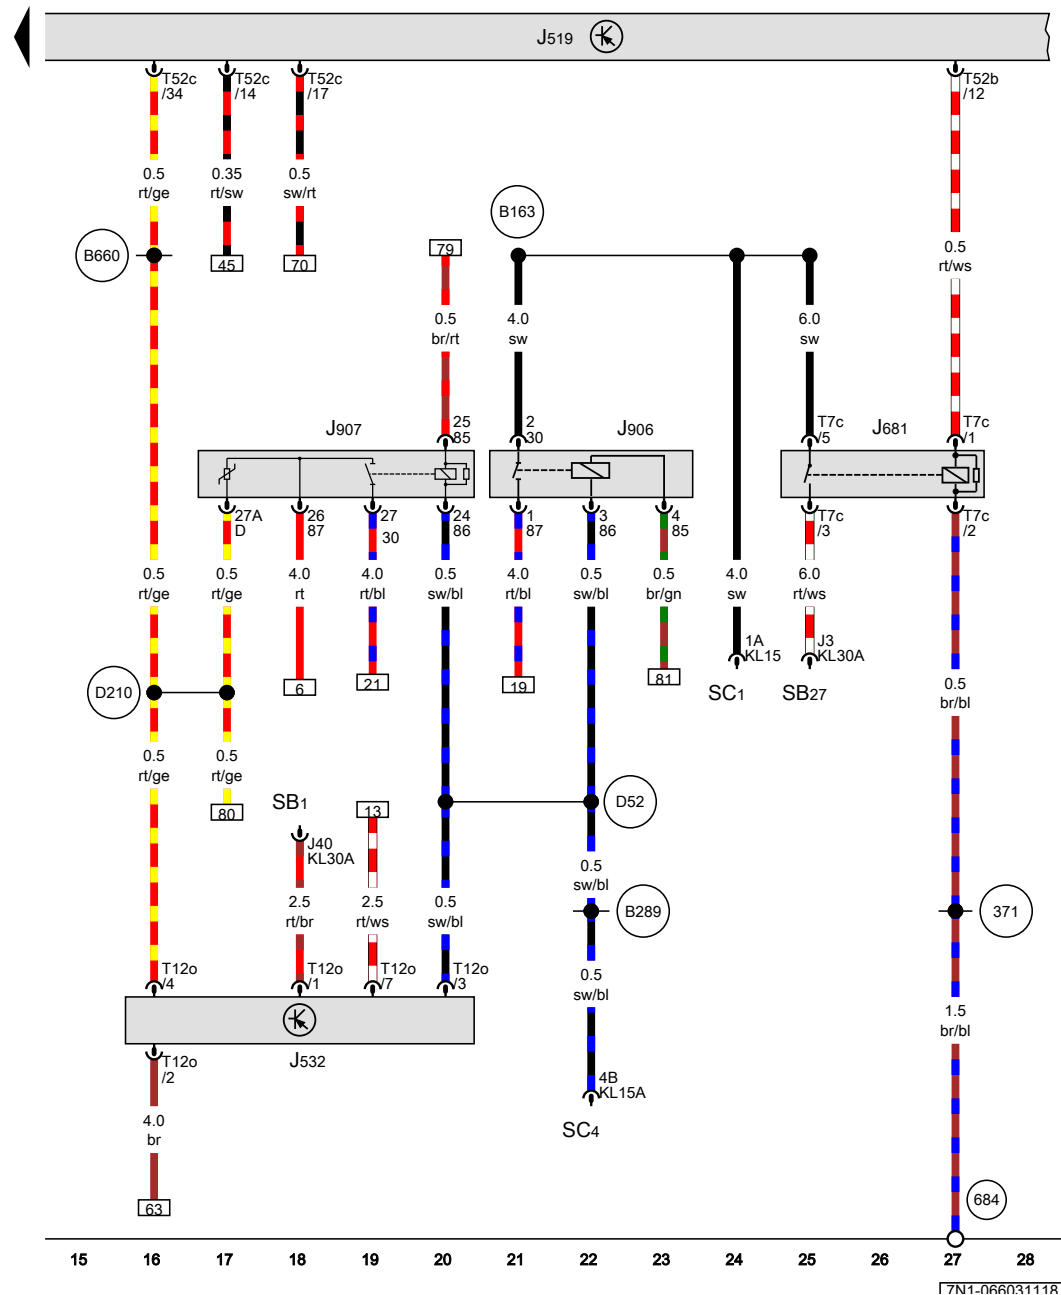 J519
T52c
/34
T52c
/14
T52c
/17
T52b
/12
0.5
rt/ge
0.35
rt/sw
0.5
sw/rt
B163
B660
45
70
79
0.5
rt/ws
0.5
br/rt
4.0
sw
6.0
sw
J907
25
85
2
30
J906
T7c
/5
J681
T7c
/1
27A
D
26
87
27
30
24
86
1
87
3
86
4
85
T7c
/3
T7c
/2
0.5
rt/ge
0.5
rt/ge
4.0
rt
4.0
rt/bl
0.5
sw/bl
4.0
rt/bl
0.5
sw/bl
0.5
br/gn
4.0
sw
6.0
rt/ws
1A
KL15
J3
KL30A
D210
6
21
19
81
SC1
SB27
0.5
br/bl
0.5
rt/ge
0.5
rt/ge
80
SB1
13
D52
J40
KL30A
0.5
sw/bl
2.5
rt/br
2.5
rt/ws
0.5
sw/bl
B289
371
T12o
/4
T12o
/1
T12o
/7
T12o
/3
0.5
sw/bl
1.5
br/bl
J532
T12o
/2
4B
KL15A
4.0
br
SC4
63
684
15 16 17 18 19 20 21 22 23 24 25 26 27 28
7N1-066031118